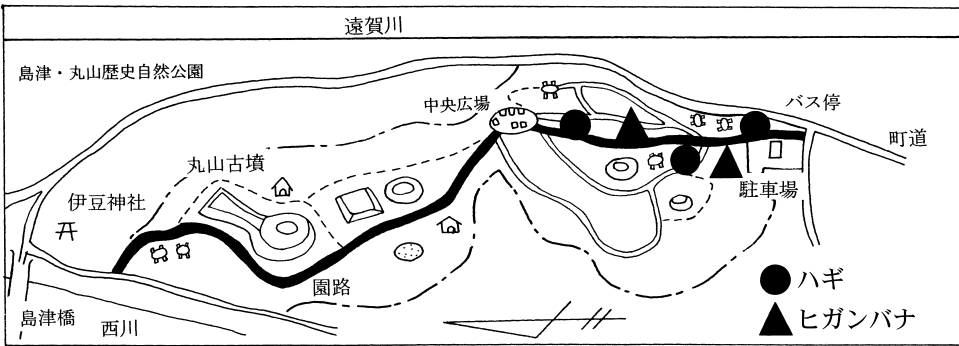 遠賀川
島津・丸山歴史自然公園
中央広場
バス停
町道
丸山古墳
駐車場
伊豆神社
園路
島津橋
西川
ハギ
ヒガンバナ